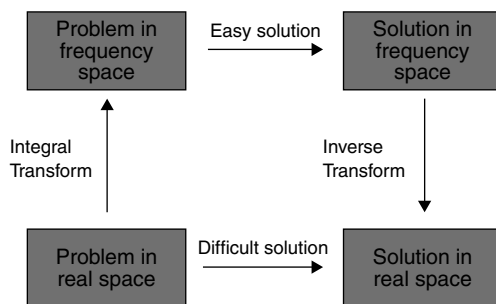 Problem in
frequency
space
Easy solution
Solution in
frequency
space
Integral
Transform
Inverse
Transform
Problem in
real space
Difficult solution
Solution in
real space